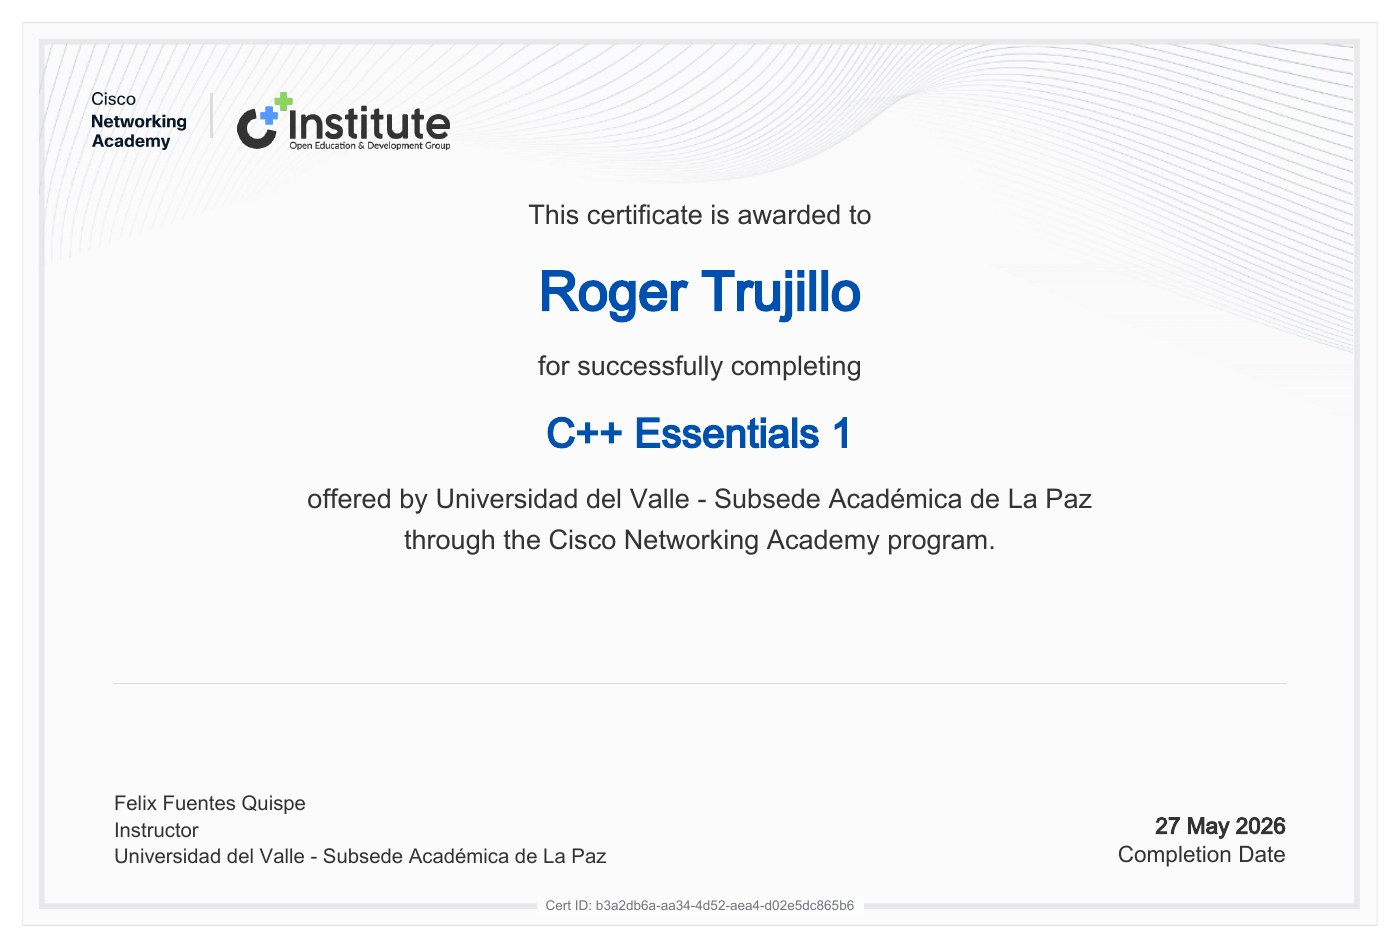 Cisco
Networking
Academy
C++ Institute
Open Education & Development Group
This certificate is awarded to
Roger Trujillo
for successfully completing
C++ Essentials 1
offered by Universidad del Valle - Subsede Académica de La Paz
through the Cisco Networking Academy program.
Felix Fuentes Quispe
Instructor
Universidad del Valle - Subsede Académica de La Paz
27 May 2026
Completion Date
Cert ID: b3a2db6a-aa34-4d52-aea4-d02e5dc865b6